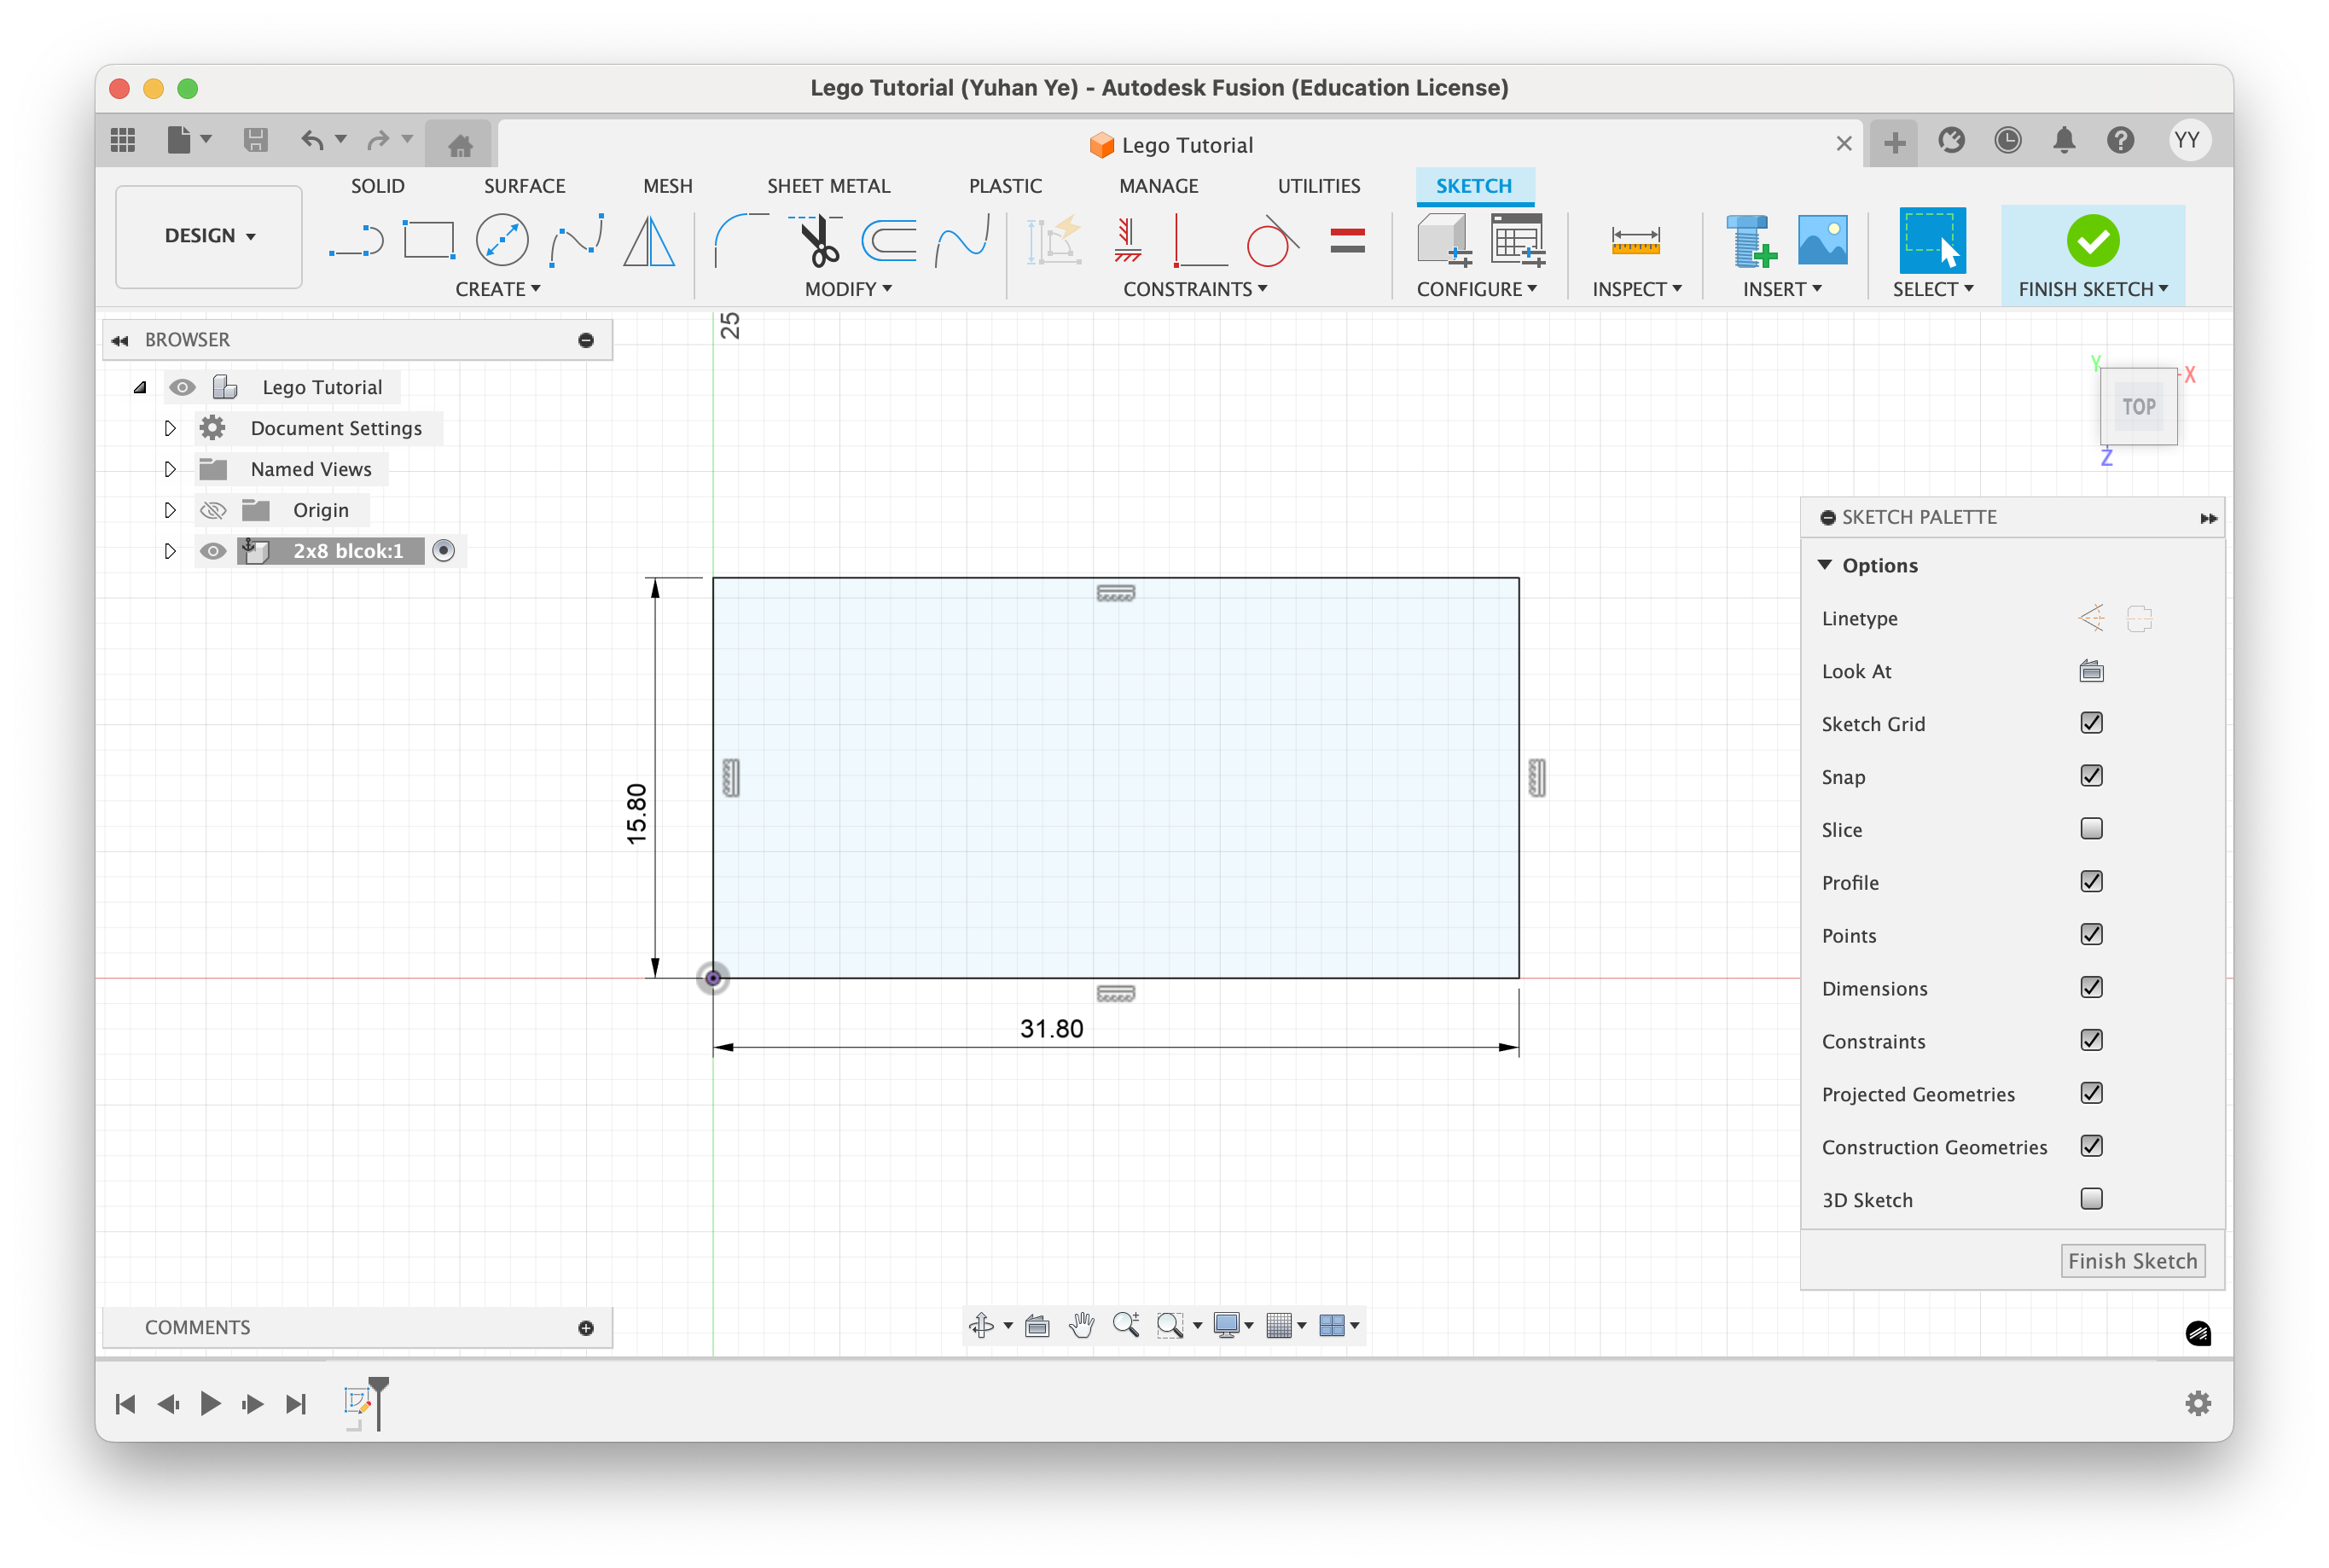 Lego Tutorial (Yuhan Ye) - Autodesk Fusion (Education License)
Lego Tutorial
YY
SOLID SURFACE MESH SHEET METAL PLASTIC MANAGE UTILITIES SKETCH
DESIGN
CREATE MODIFY CONSTRAINTS CONFIGURE INSPECT INSERT SELECT FINISH SKETCH
BROWSER
Lego Tutorial
Document Settings
Named Views
Origin
2x8 blcok:1
25
15.80
31.80
Y
X
TOP
Z
SKETCH PALETTE
Options
Linetype
Look At
Sketch Grid
Snap
Slice
Profile
Points
Dimensions
Constraints
Projected Geometries
Construction Geometries
3D Sketch
Finish Sketch
COMMENTS